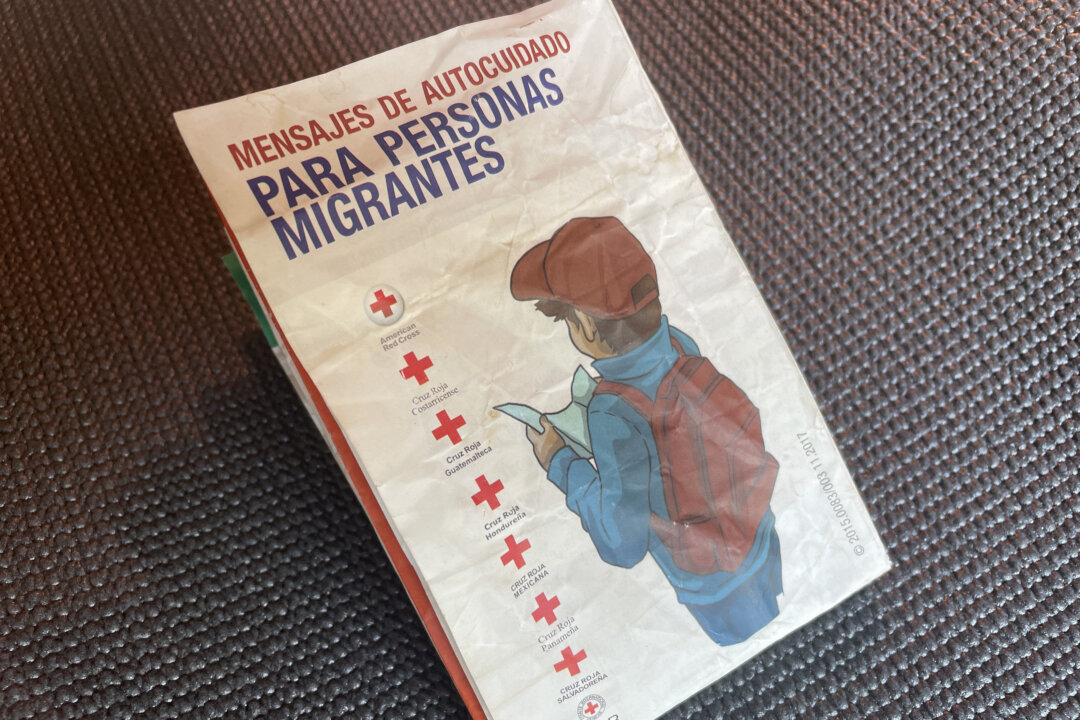 MENSAJES DE AUTOCUIDADO
PARA PERSONAS
MIGRANTES
American
Red Cross
Cruz Roja
Costarricense
Cruz Roja
Guatemalteca
Cruz Roja
Hondureña
CRUZ ROJA
MEXICANA
Cruz Roja
Panameña
CRUZ ROJA
SALVADOREÑA
© 2015.0083/003 11.2017